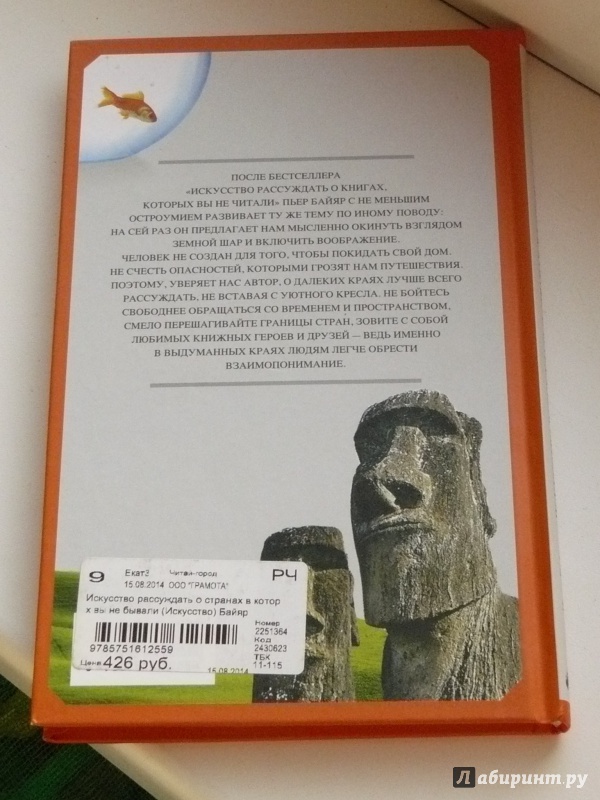 ПОСЛЕ БЕСТСЕЛЛЕРА
«ИСКУССТВО РАССУЖДАТЬ О КНИГАХ,
КОТОРЫХ ВЫ НЕ ЧИТАЛИ» ПЬЕР БАЙЯР С НЕ МЕНЬШИМ
ОСТРОУМИЕМ РАЗВИВАЕТ ТУ ЖЕ ТЕМУ ПО ИНОМУ ПОВОДУ:
НА СЕЙ РАЗ ОН ПРЕДЛАГАЕТ НАМ МЫСЛЕННО ОКИНУТЬ ВЗГЛЯДОМ
ЗЕМНОЙ ШАР И ВКЛЮЧИТЬ ВООБРАЖЕНИЕ.
ЧЕЛОВЕК НЕ СОЗДАН ДЛЯ ТОГО, ЧТОБЫ ПОКИДАТЬ СВОЙ ДОМ.
НЕ СЧЕСТЬ ОПАСНОСТЕЙ, КОТОРЫМИ ГРОЗЯТ НАМ ПУТЕШЕСТВИЯ.
ПОЭТОМУ, УВЕРЯЕТ НАС АВТОР, О ДАЛЕКИХ КРАЯХ ЛУЧШЕ ВСЕГО
РАССУЖДАТЬ, НЕ ВСТАВАЯ С УЮТНОГО КРЕСЛА. НЕ БОЙТЕСЬ
СВОБОДНЕЕ ОБРАЩАТЬСЯ СО ВРЕМЕНЕМ И ПРОСТРАНСТВОМ,
СМЕЛО ПЕРЕШАГИВАЙТЕ ГРАНИЦЫ СТРАН, ЗОВИТЕ С СОБОЙ
ЛЮБИМЫХ КНИЖНЫХ ГЕРОЕВ И ДРУЗЕЙ – ВЕДЬ ИМЕННО
В ВЫДУМАННЫХ КРАЯХ ЛЮДЯМ ЛЕГЧЕ ОБРЕСТИ
ВЗАИМОПОНИМАНИЕ.
9 Екат3 Читай-город РЧ
15.08.2014 ООО "ГРАМОТА"
Искусство рассуждать о странах в котор
х вы не бывали (Искусство) Байяр
Номер
2251364
Код
2430623
ТБК
11-115
9785751612559
Цена 426 руб.
15.08.2014
Лабиринт.ру